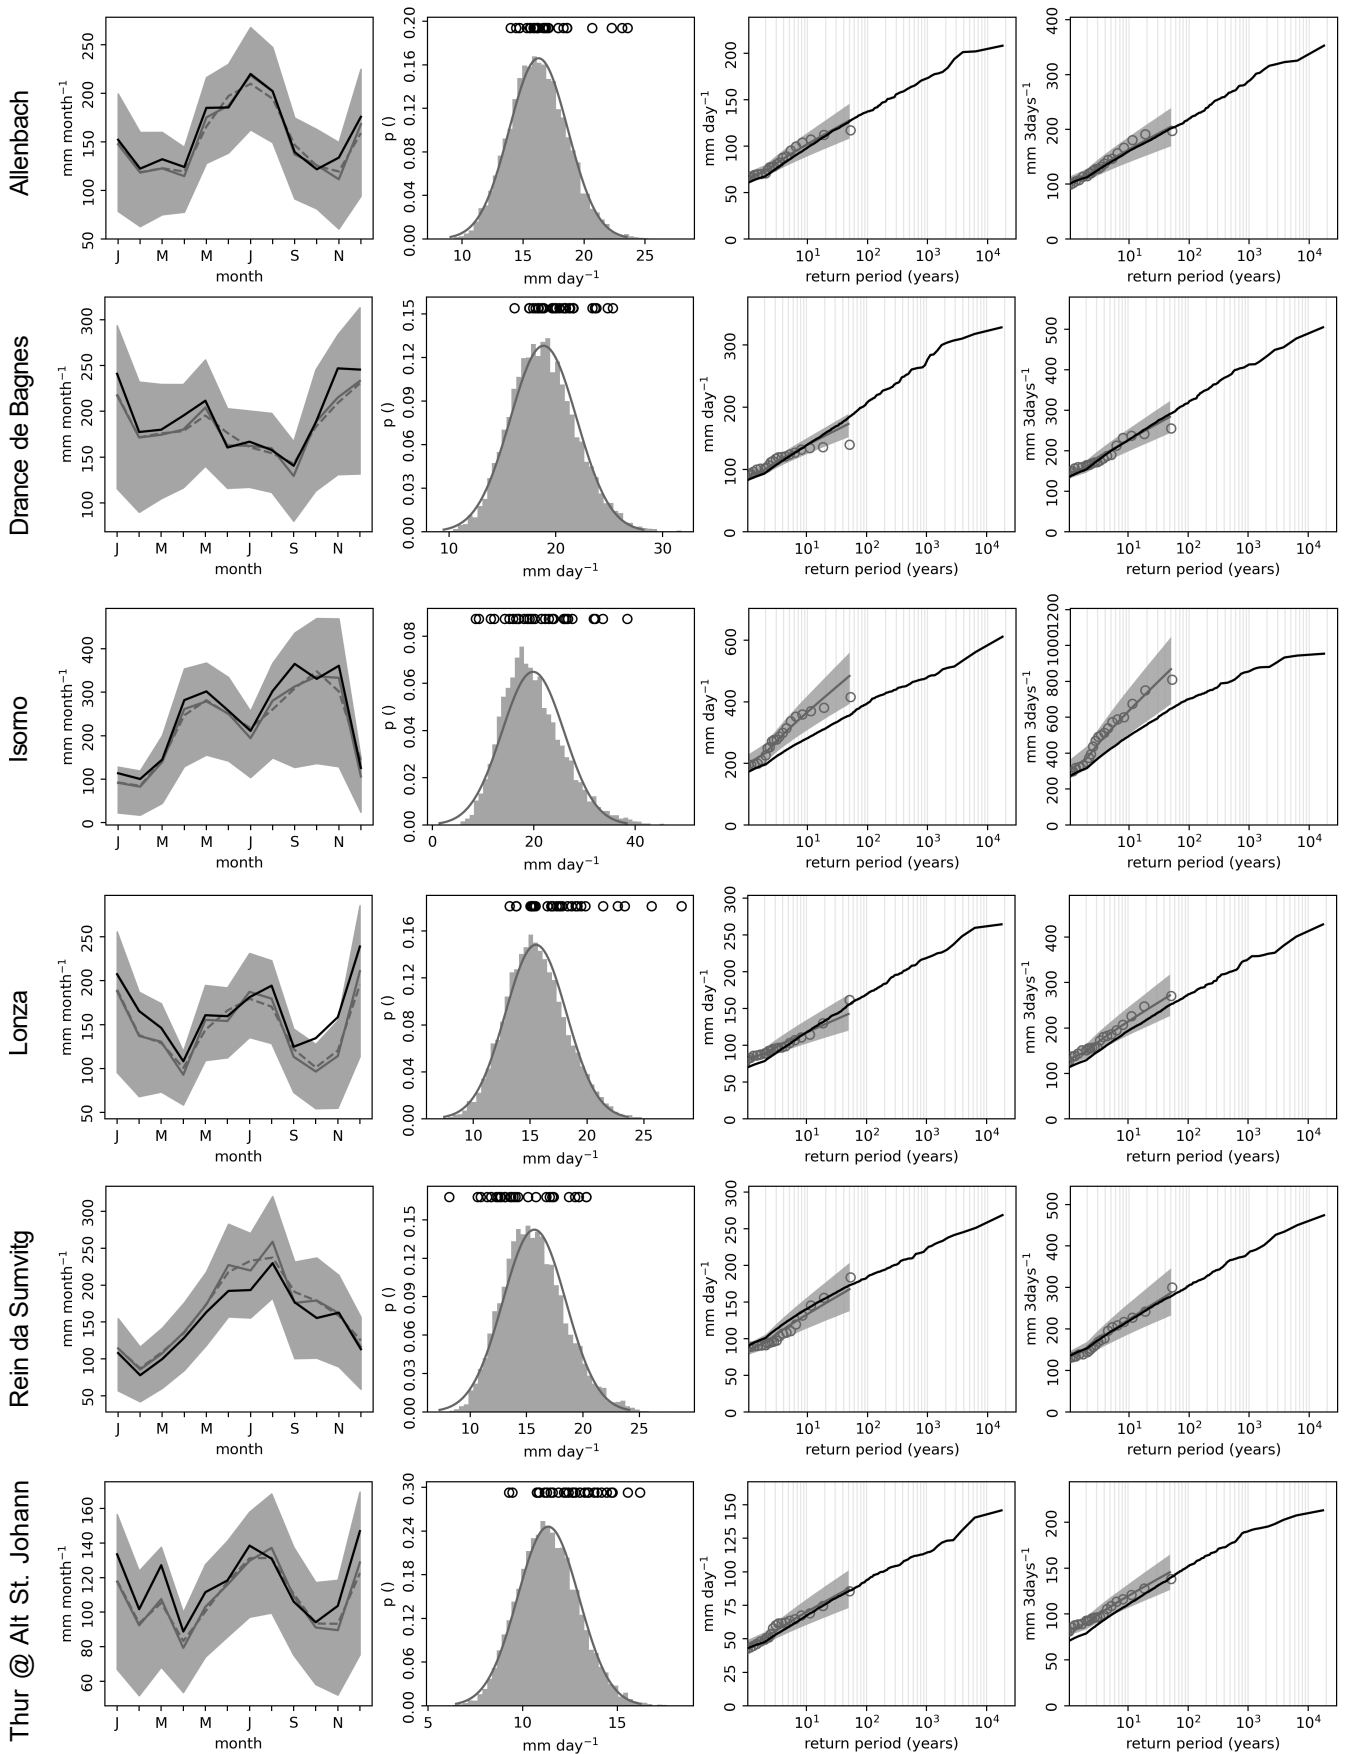 Allenbach
50 100 150 200 250
mm month⁻¹
J M M J S N
month
0.00 0.04 0.08 0.12 0.16 0.20
p ()
10 15 20 25
mm day⁻¹
0 50 100 150 200
mm day⁻¹
10¹ 10² 10³ 10⁴
return period (years)
0 100 200 300 400
mm 3days⁻¹
10¹ 10² 10³ 10⁴
return period (years)
Drance de Bagnes
100 150 200 250 300
mm month⁻¹
J M M J S N
month
0.00 0.03 0.06 0.09 0.12 0.15
p ()
10 20 30
mm day⁻¹
0 100 200 300
mm day⁻¹
10¹ 10² 10³ 10⁴
return period (years)
0 100 150 200 300 400 500
mm 3days⁻¹
10¹ 10² 10³ 10⁴
return period (years)
Isorno
0 100 200 300 400
mm month⁻¹
J M M J S N
month
0.00 0.02 0.04 0.06 0.08
p ()
0 20 40
mm day⁻¹
0 200 400 600
mm day⁻¹
10¹ 10² 10³ 10⁴
return period (years)
0 200 400 600 800 1000 1200
mm 3days⁻¹
10¹ 10² 10³ 10⁴
return period (years)
Lonza
50 100 150 200 250
mm month⁻¹
J M M J S N
month
0.00 0.04 0.08 0.12 0.16
p ()
10 15 20 25
mm day⁻¹
0 50 100 150 200 250 300
mm day⁻¹
10¹ 10² 10³ 10⁴
return period (years)
0 100 200 300 400
mm 3days⁻¹
10¹ 10² 10³ 10⁴
return period (years)
Rein da Sumvitg
50 100 150 200 250 300
mm month⁻¹
J M M J S N
month
0.00 0.03 0.06 0.09 0.12 0.15
p ()
10 15 20 25
mm day⁻¹
0 50 100 150 200 250 300
mm day⁻¹
10¹ 10² 10³ 10⁴
return period (years)
0 100 200 300 400 500
mm 3days⁻¹
10¹ 10² 10³ 10⁴
return period (years)
Thur @ Alt St. Johann
60 80 100 120 140 160
mm month⁻¹
J M M J S N
month
0.00 0.06 0.12 0.18 0.24 0.30
p ()
5 10 15
mm day⁻¹
0 25 50 75 100 125 150
mm day⁻¹
10¹ 10² 10³ 10⁴
return period (years)
0 50 100 150 200
mm 3days⁻¹
10¹ 10² 10³ 10⁴
return period (years)